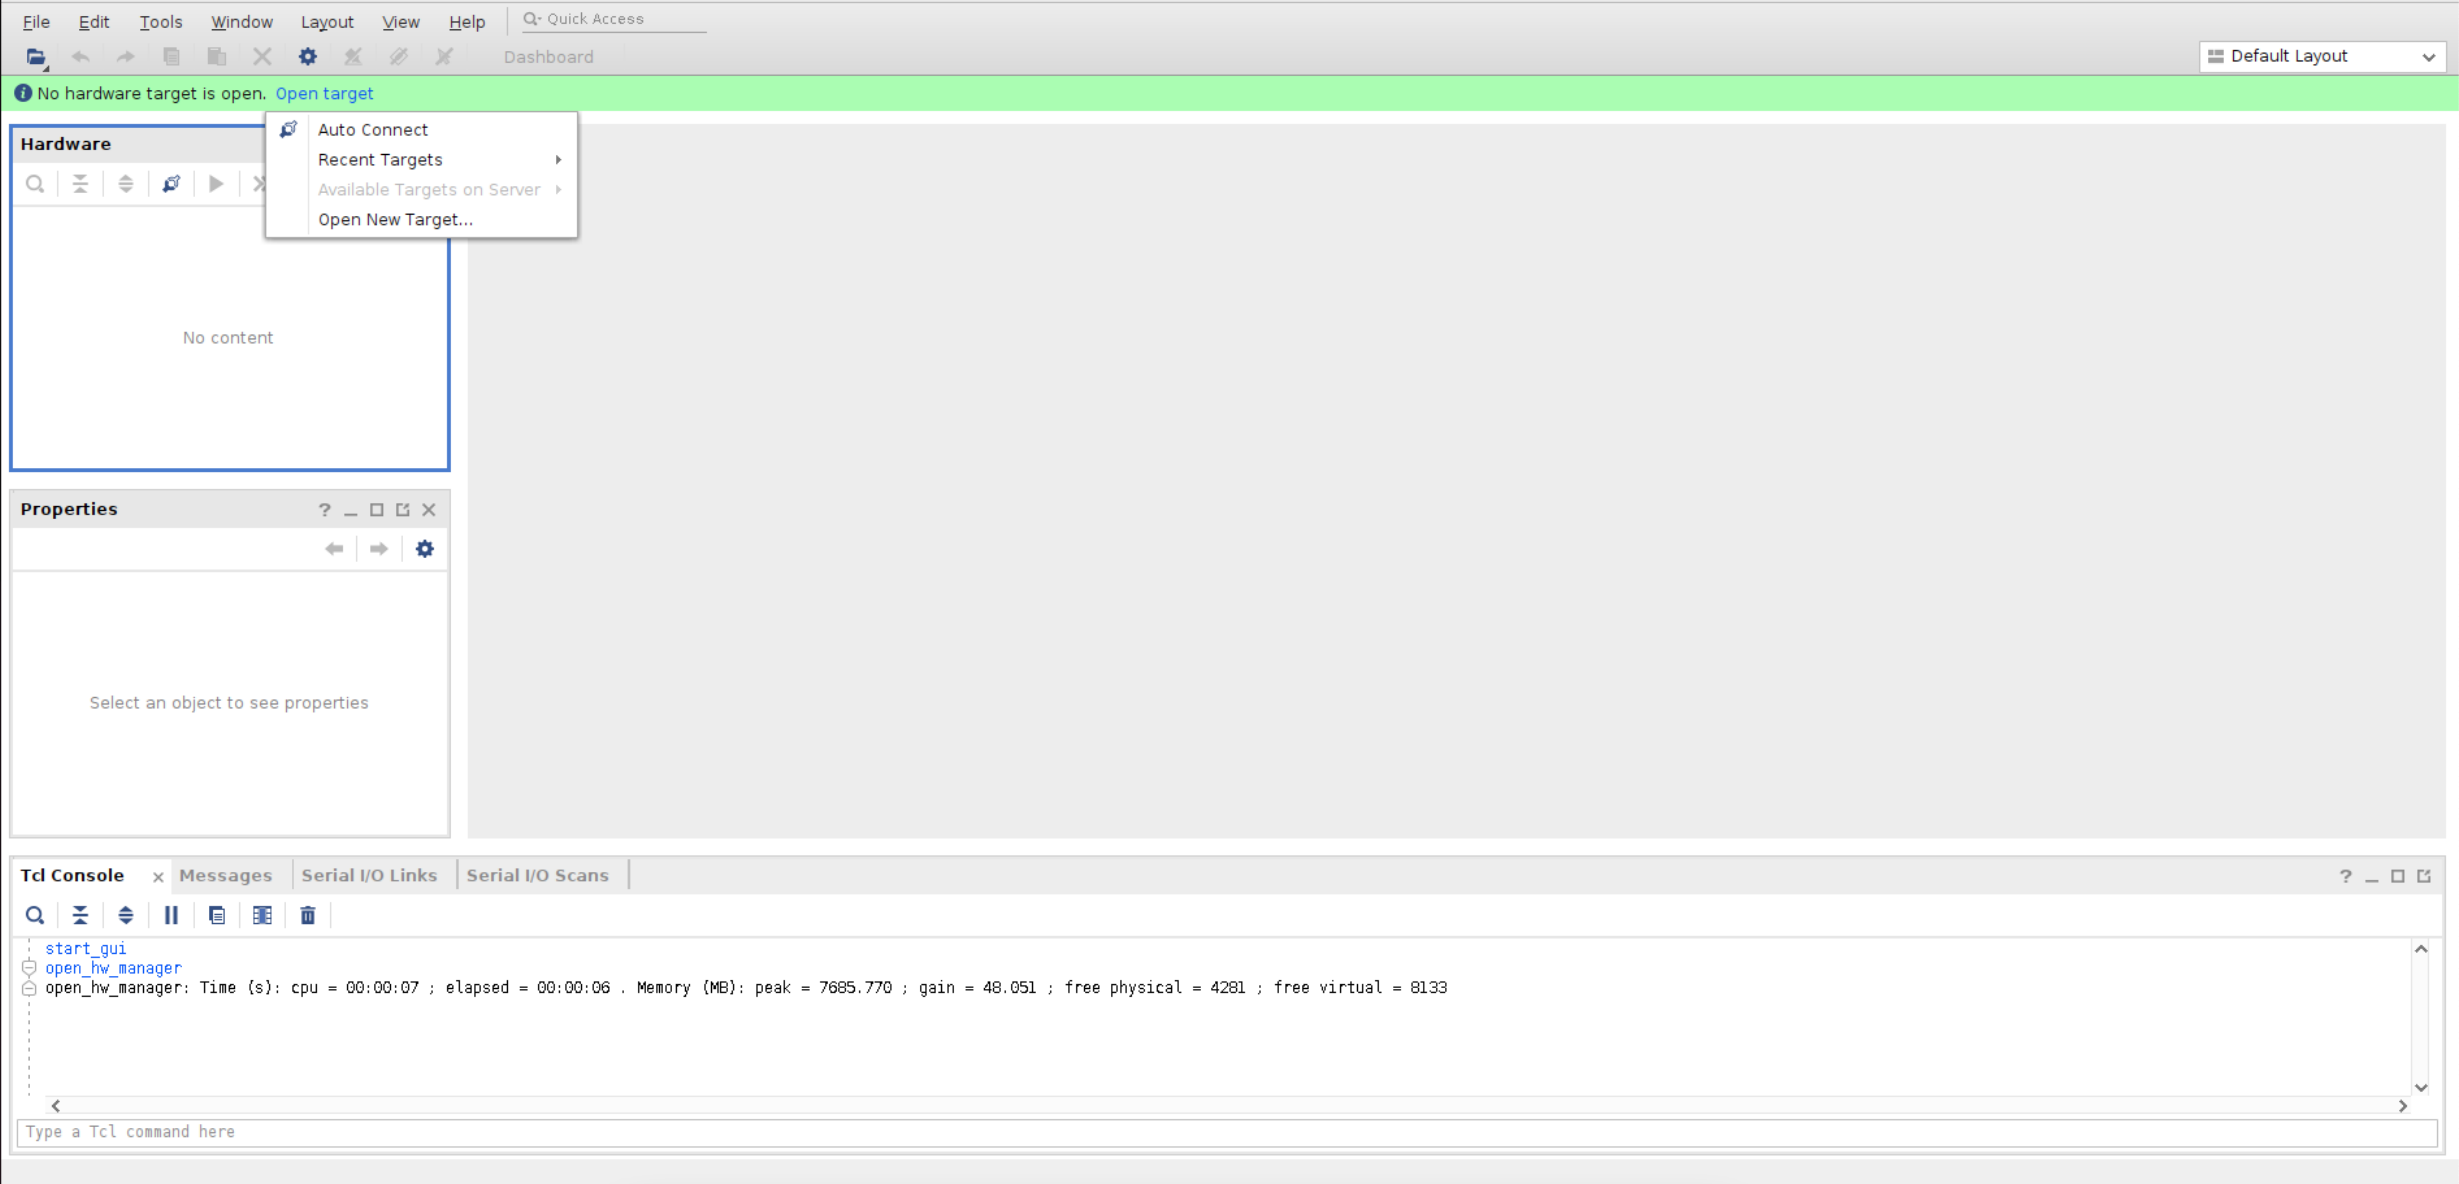 File Edit Tools Window Layout View Help Quick Access
Dashboard Default Layout
No hardware target is open. Open target
Auto Connect
Recent Targets
Available Targets on Server
Open New Target...
Hardware
No content
Properties
Select an object to see properties
Tcl Console Messages Serial I/O Links Serial I/O Scans
start_gui
open_hw_manager
open_hw_manager: Time (s): cpu = 00:00:07 ; elapsed = 00:00:06 . Memory (MB): peak = 7685.770 ; gain = 48.051 ; free physical = 4281 ; free virtual = 8133
Type a Tcl command here